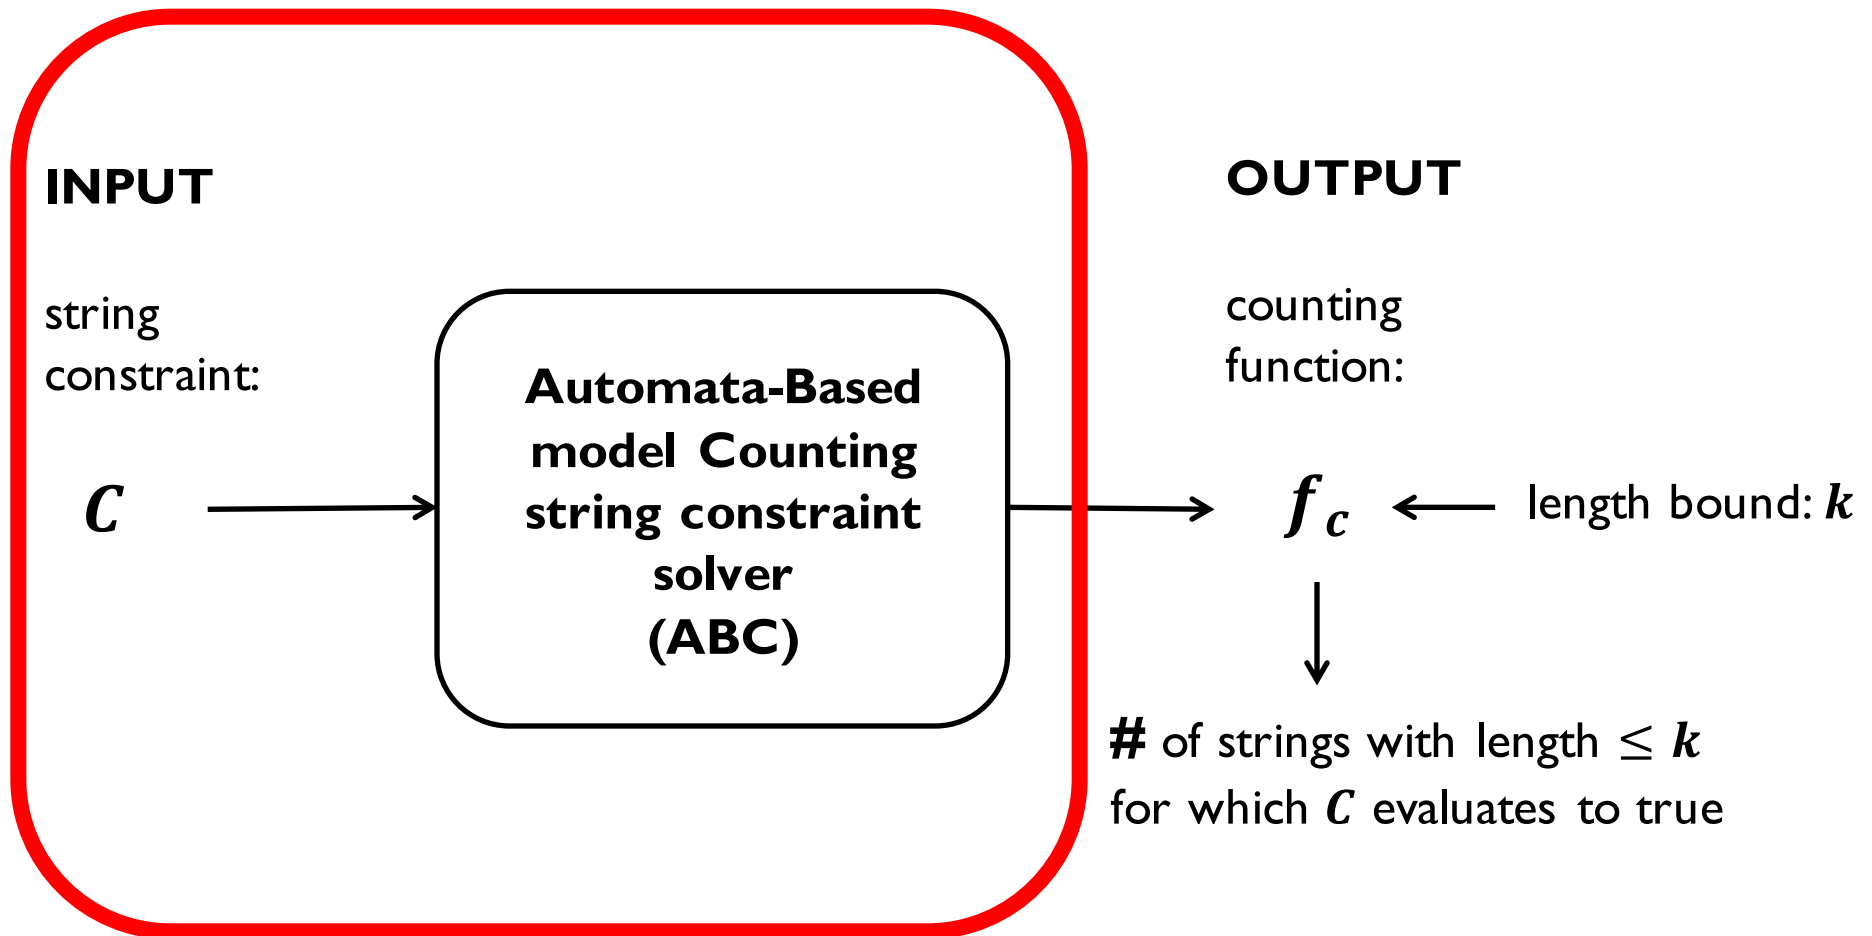 INPUT
string
constraint:
C
Automata-Based
model Counting
string constraint
solver
(ABC)
OUTPUT
counting
function:
f_c
length bound: k
# of strings with length ≤ k
for which C evaluates to true